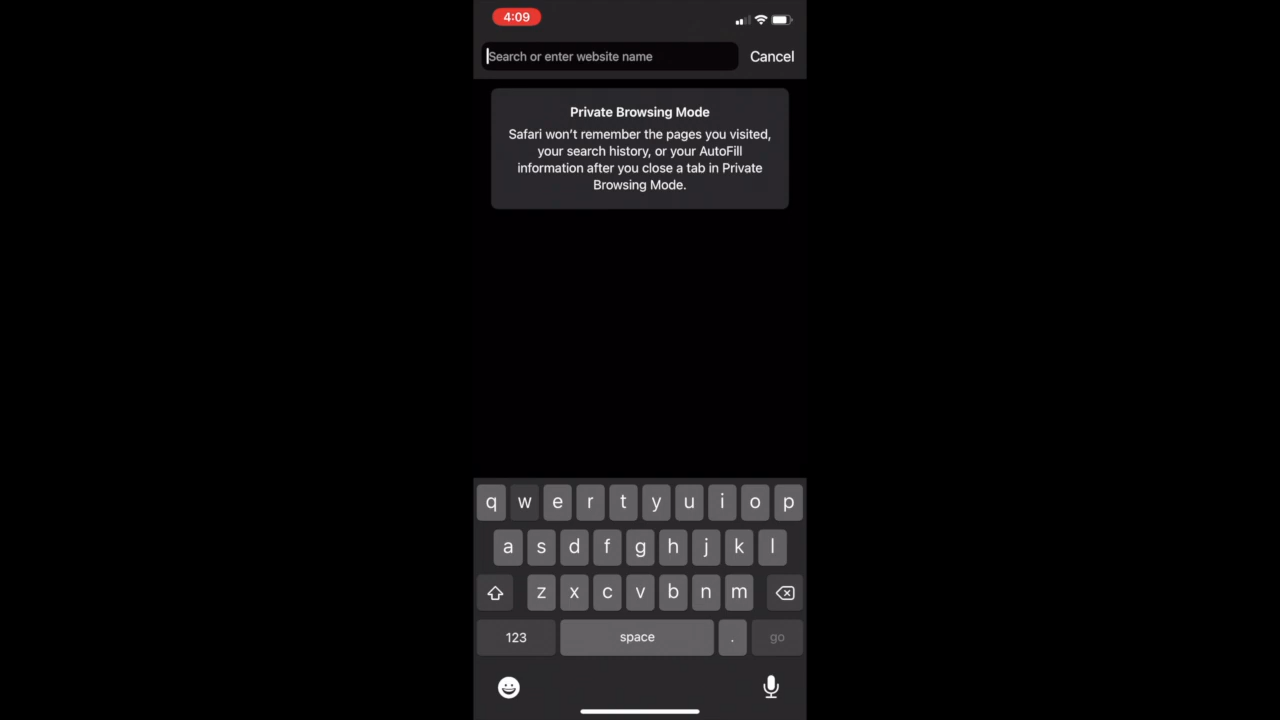 4:09
Search or enter website name
Cancel
Private Browsing Mode
Safari won’t remember the pages you visited,
your search history, or your AutoFill
information after you close a tab in Private
Browsing Mode.
q w e r t y u i o p
a s d f g h j k l
z x c v b n m
123 space . go